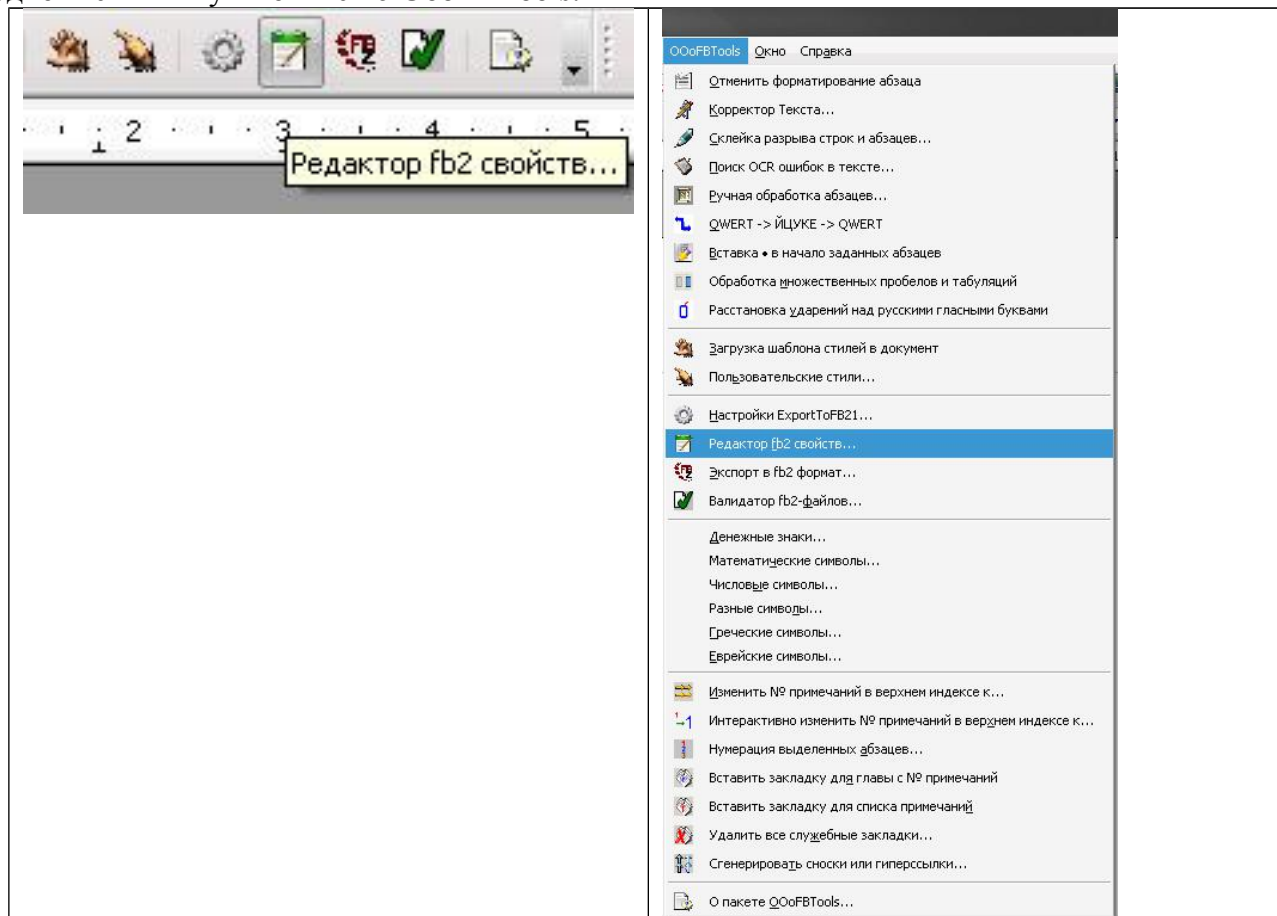 2 3 4 5
Редактор fb2 свойств...
OOoFBTools Окно Справка
Отменить форматирование абзаца
Корректор Текста...
Склейка разрыва строк и абзацев...
Поиск OCR ошибок в тексте...
Ручная обработка абзацев...
QWERT -> ЙЦУКЕ -> QWERT
Вставка • в начало заданных абзацев
Обработка множественных пробелов и табуляций
Расстановка ударений над русскими гласными буквами
Загрузка шаблона стилей в документ
Пользовательские стили...
Настройки ExportToFB21...
Редактор fb2 свойств...
Экспорт в fb2 формат...
Валидатор fb2-файлов...
Денежные знаки...
Математические символы...
Числовые символы...
Разные символы...
Греческие символы...
Еврейские символы...
Изменить № примечаний в верхнем индексе к...
Интерактивно изменить № примечаний в верхнем индексе к...
Нумерация выделенных абзацев...
Вставить закладку для главы с № примечаний
Вставить закладку для списка примечаний
Удалить все служебные закладки...
Сгенерировать сноски или гиперссылки...
О пакете OOoFBTools...